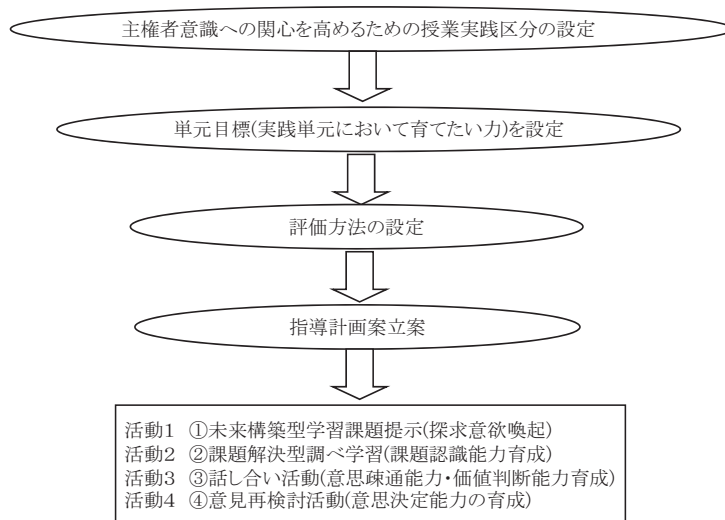 主権者意識への関心を高めるための授業実践区分の設定
単元目標(実践単元において育てたい力)を設定
評価方法の設定
指導計画案立案
活動1 ①未来構築型学習課題提示(探求意欲喚起)
活動2 ②課題解決型調べ学習(課題認識能力育成)
活動3 ③話し合い活動(意思疎通能力・価値判断能力育成)
活動4 ④意見再検討活動(意思決定能力の育成)